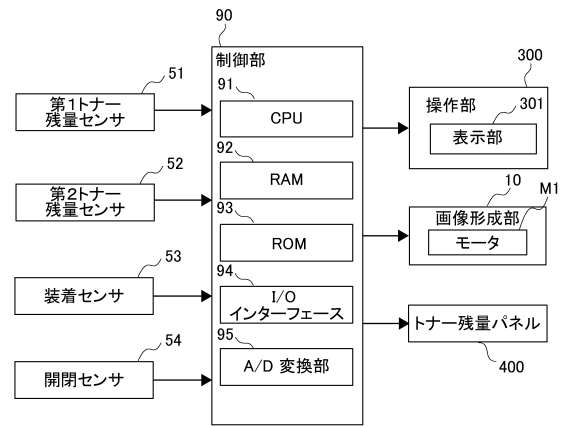 51
第1トナー
残量センサ
52
第2トナー
残量センサ
53
装着センサ
54
開閉センサ
90
制御部
91
CPU
92
RAM
93
ROM
94
I/O
インターフェース
95
A/D 変換部
300
操作部
301
表示部
10
M1
画像形成部
モータ
トナー残量パネル
400